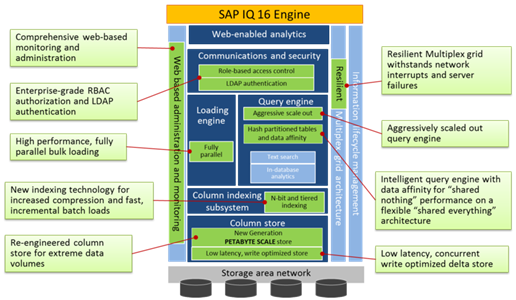 SAP IQ 16 Engine
Comprehensive web-based
monitoring and
administration
Enterprise-grade RBAC
authorization and LDAP
authentication
High performance, fully
parallel bulk loading
New indexing technology for
increased compression and fast,
incremental batch loads
Re-engineered column
store for extreme data
volumes
Web based administration and monitoring
Web-enabled analytics
Communications and security
Role-based access control
LDAP authentication
Loading
engine
Fully
parallel
Query engine
Aggressive scale out
Hash partitioned tables
and data affinity
Text search
In-database
analytics
Column indexing
subsystem
N-bit and tiered
indexing
Column store
New Generation
PETABYTE SCALE store
Low latency, write optimized store
Resilient
Multiplex grid architecture
Information lifecycle management
Storage area network
Resilient Multiplex grid
withstands network
interrupts and server
failures
Aggressively scaled out
query engine
Intelligent query engine with
data affinity for “shared
nothing” performance on
a flexible “shared everything”
architecture
Low latency, concurrent
write optimized delta store